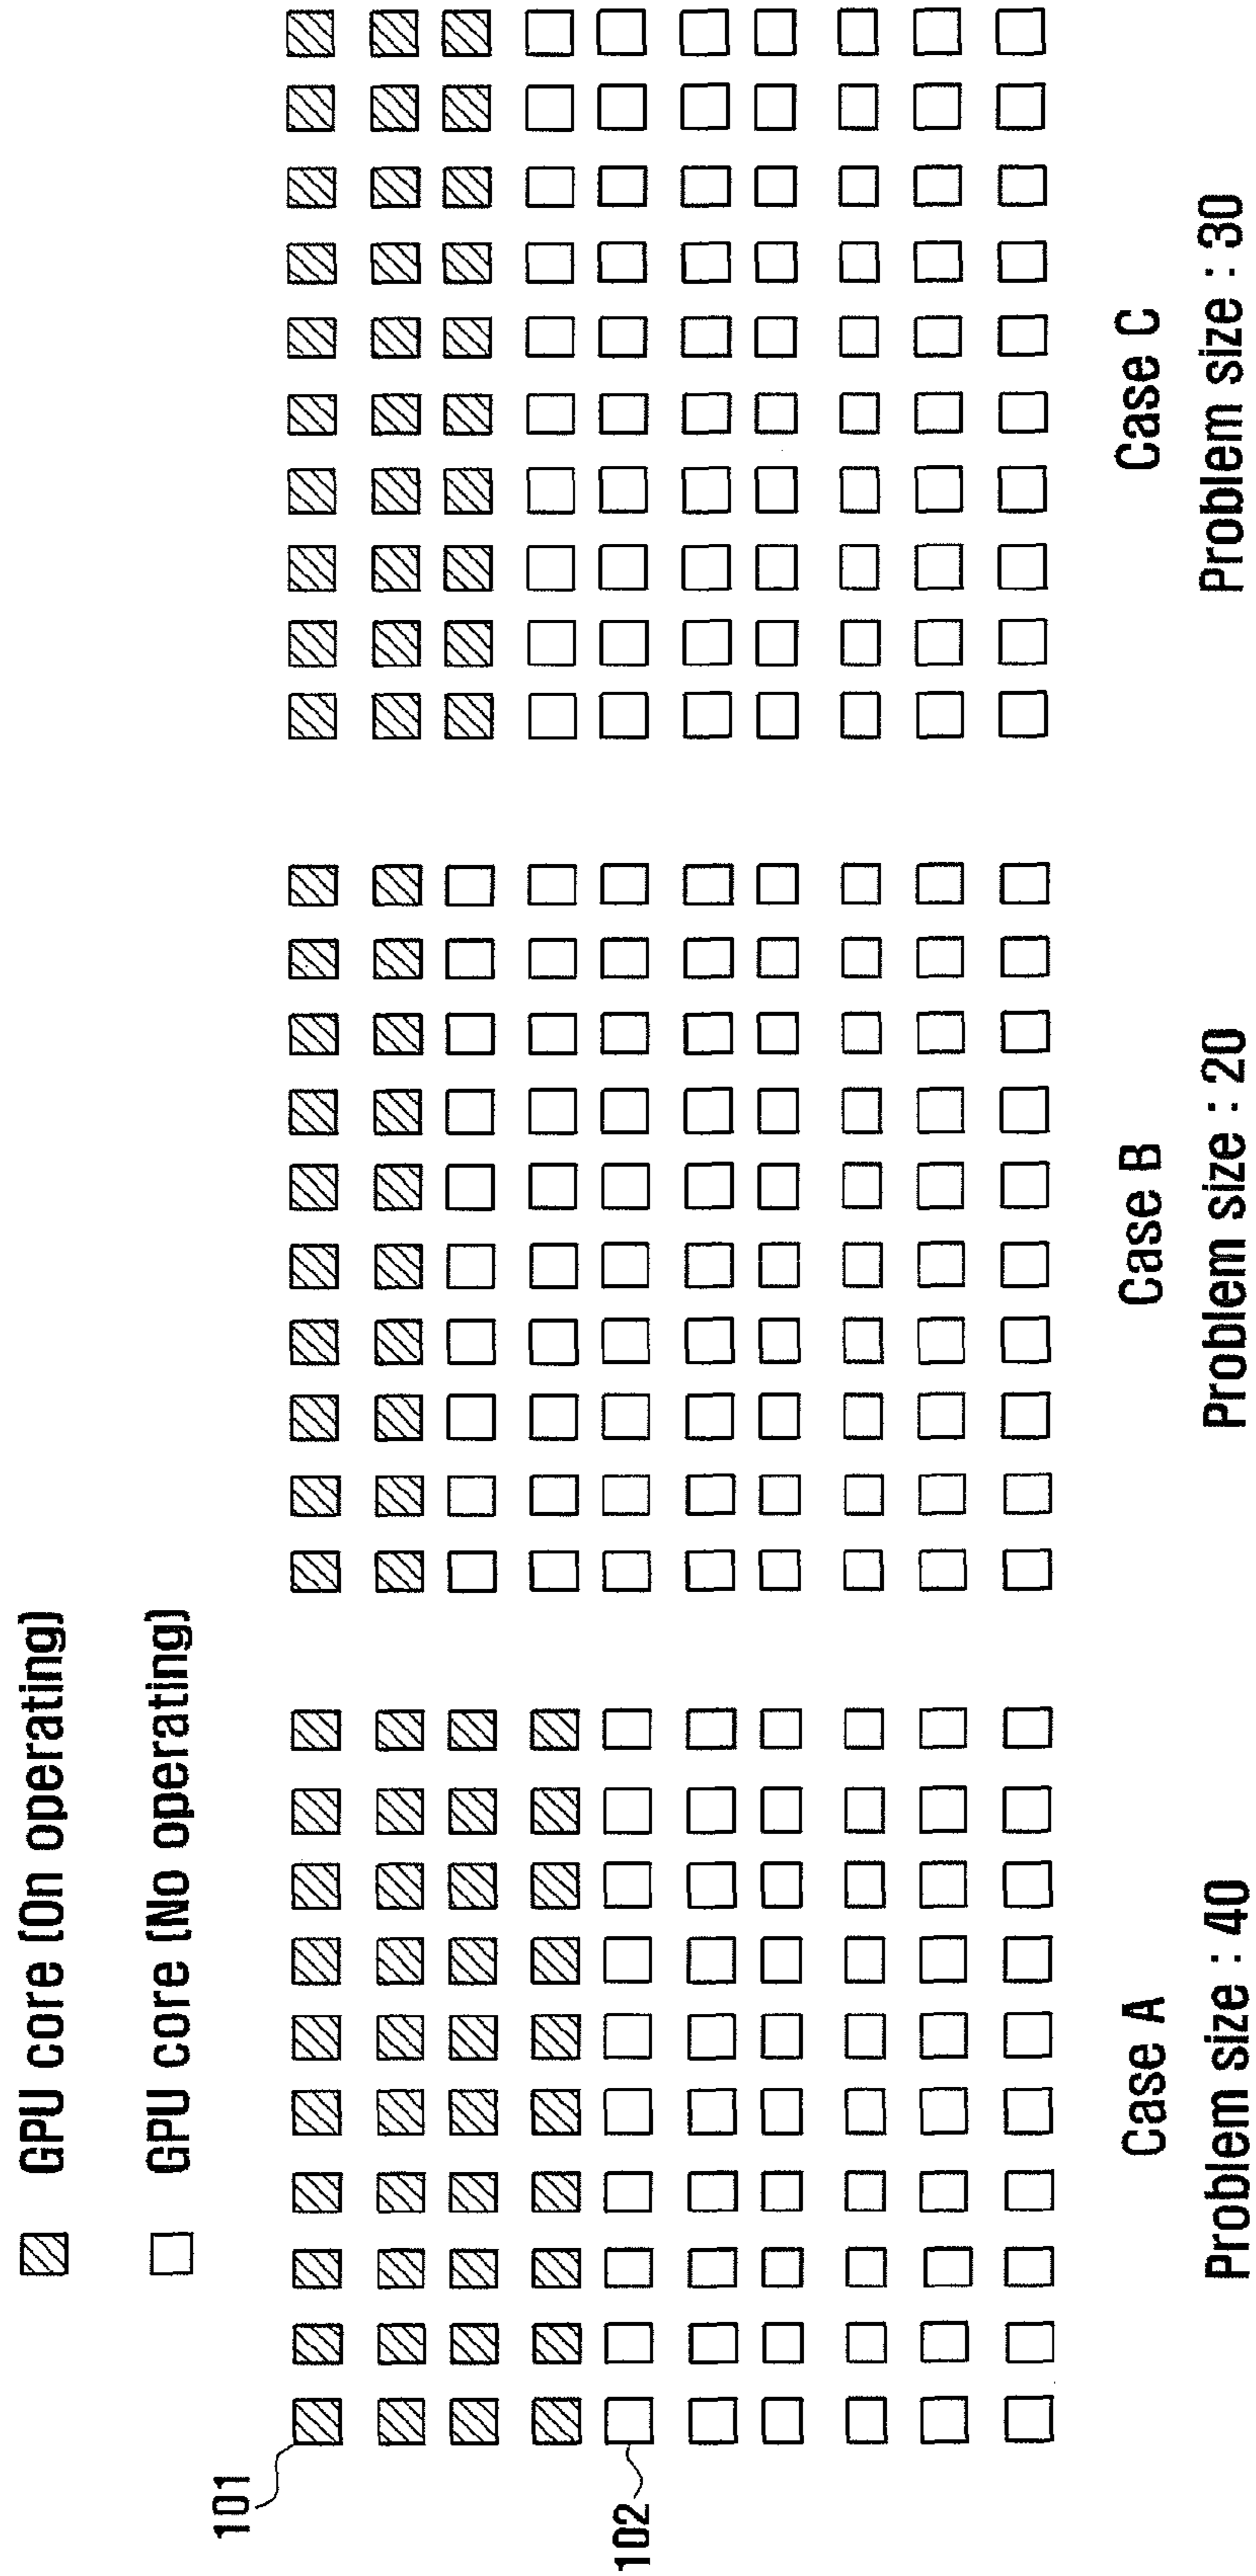 GPU core (On operating)
GPU core (No operating)
101
102
Case A
Problem size : 40
Case B
Problem size : 20
Case C
Problem size : 30